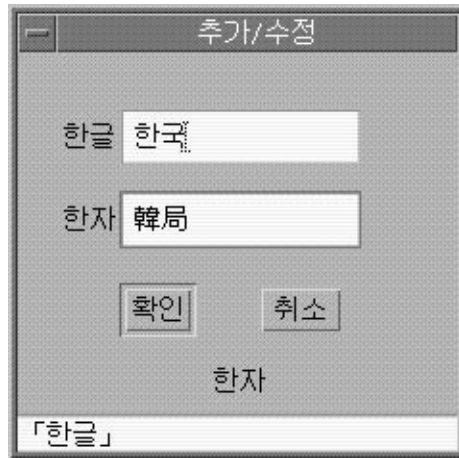 추가/수정
한글 한국
한자 韓局
확인 취소
한자
「한글」